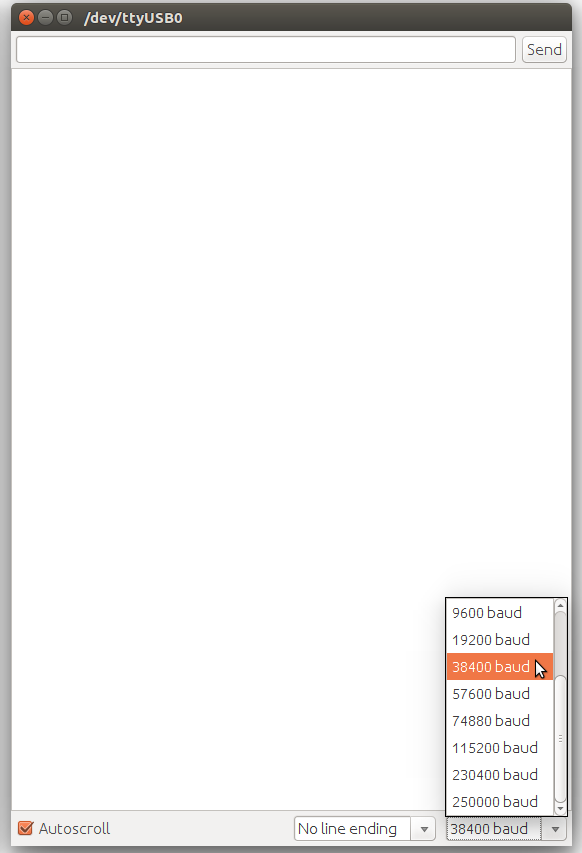 /dev/ttyUSB0
Send
9600 baud
19200 baud
38400 baud
57600 baud
74880 baud
115200 baud
230400 baud
250000 baud
Autoscroll
No line ending
38400 baud